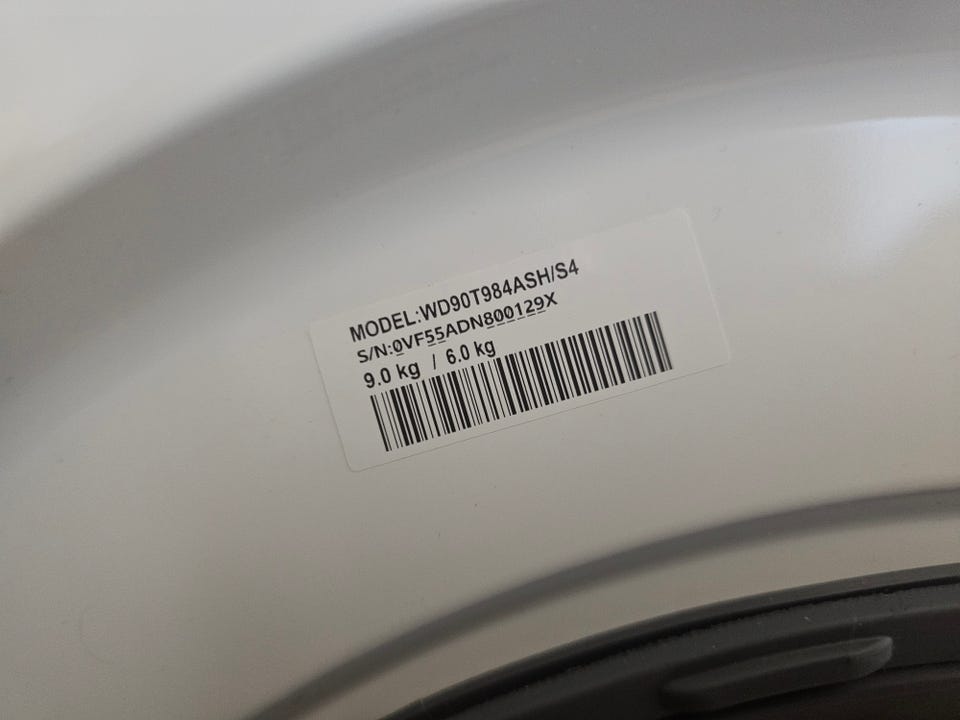 MODEL:WD90T984ASH/S4
S/N:0VF55ADN800129X
9.0 kg / 6.0 kg